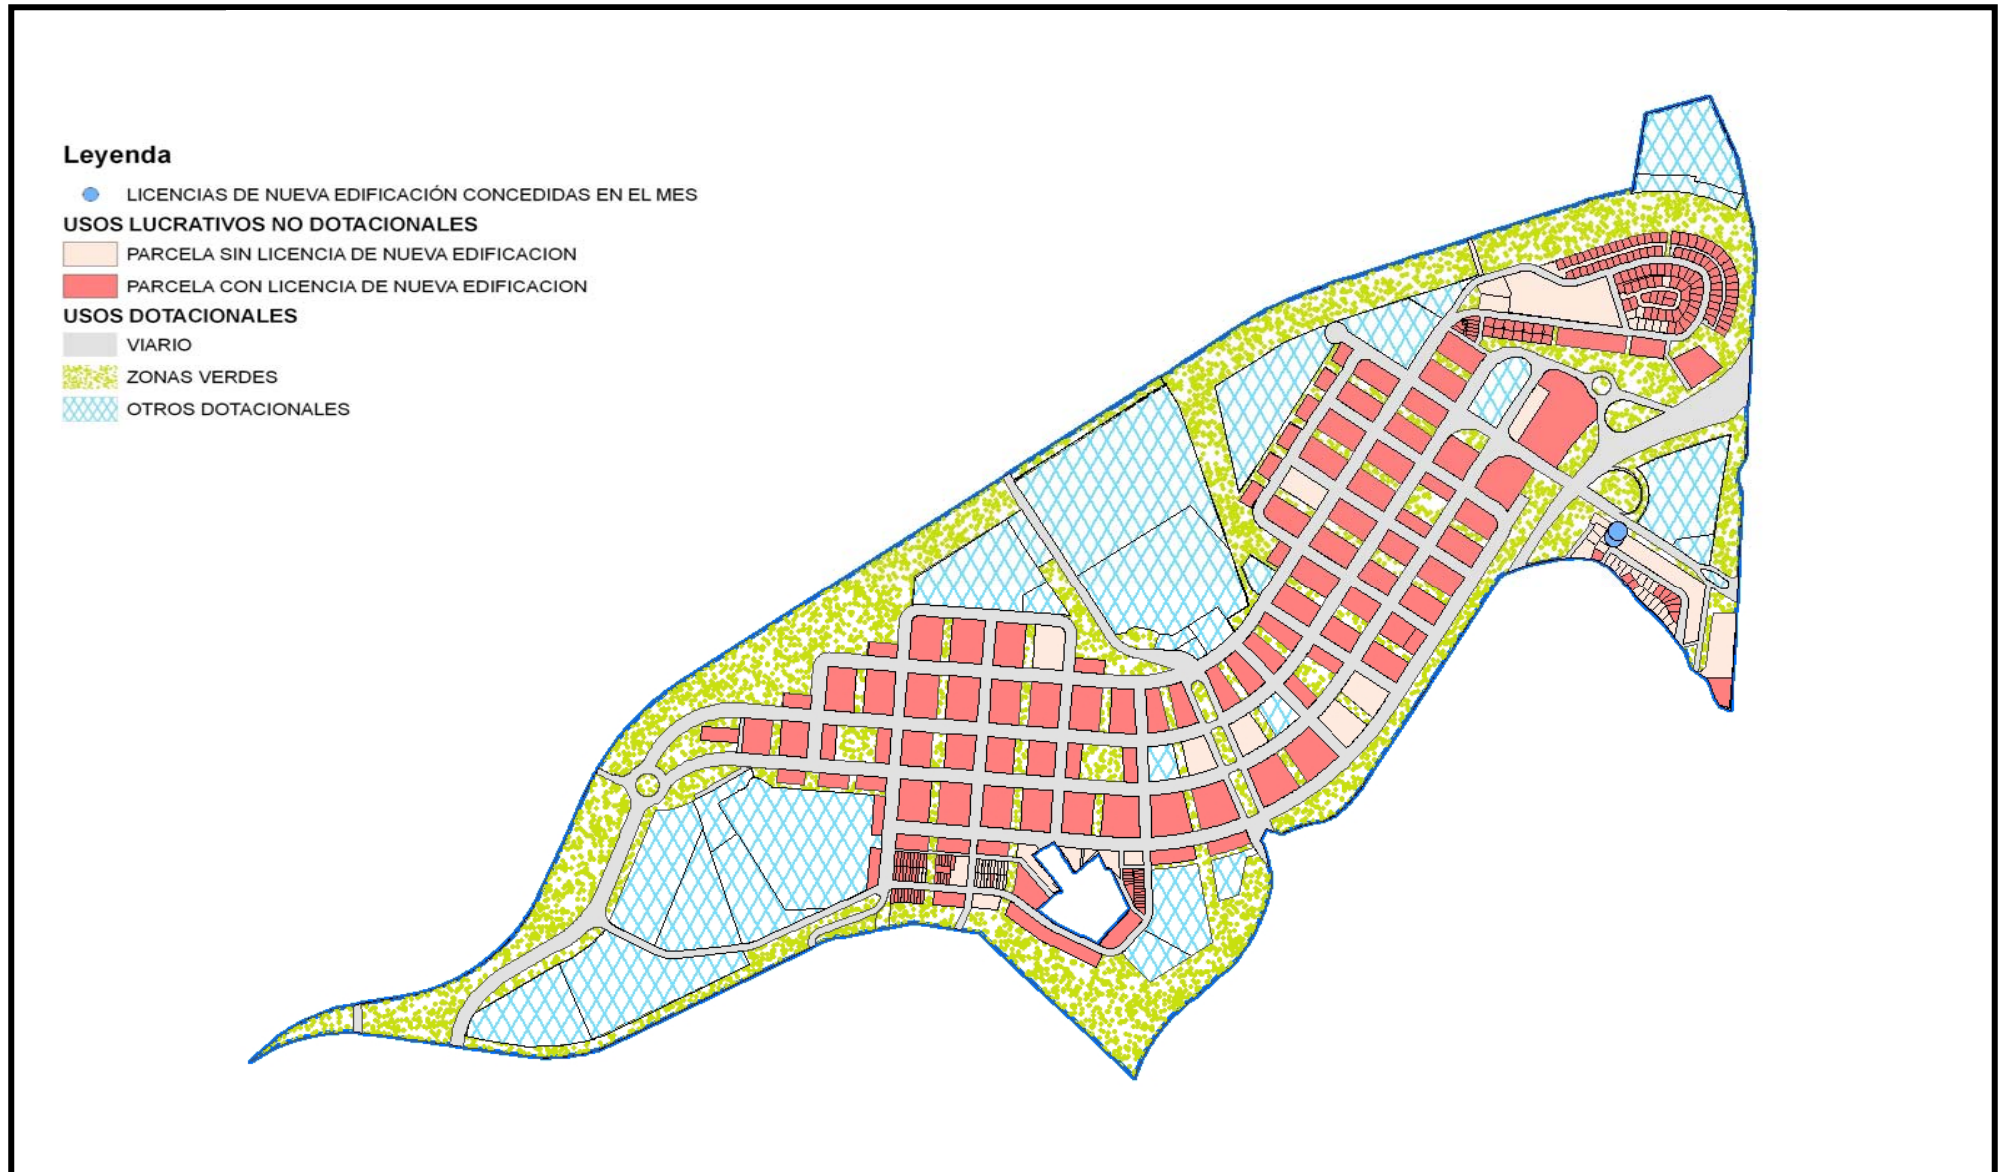 Leyenda
LICENCIAS DE NUEVA EDIFICACIÓN CONCEDIDAS EN EL MES
USOS LUCRATIVOS NO DOTACIONALES
PARCELA SIN LICENCIA DE NUEVA EDIFICACION
PARCELA CON LICENCIA DE NUEVA EDIFICACION
USOS DOTACIONALES
VIARIO
ZONAS VERDES
OTROS DOTACIONALES